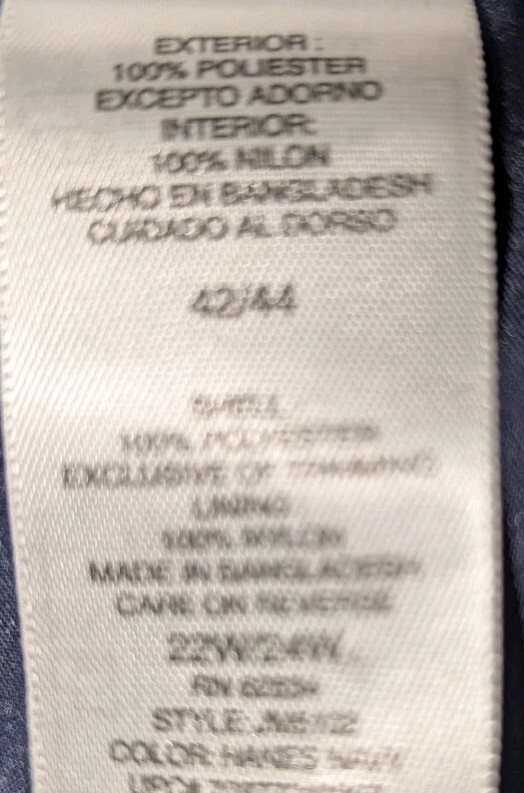 EXTERIOR:
100% POLIESTER
EXCEPTO ADORNO
INTERIOR:
100% NILON
HECHO EN BANGLADESH
CUIDADO AL DORSO
42/44
SHELL
100% POLYESTER
EXCLUSIVE OF TRIMMING
LINING
100% NYLON
MADE IN BANGLADESH
CARE ON REVERSE
22W/24W
RN
STYLE:
COLOR: HANES NAVY